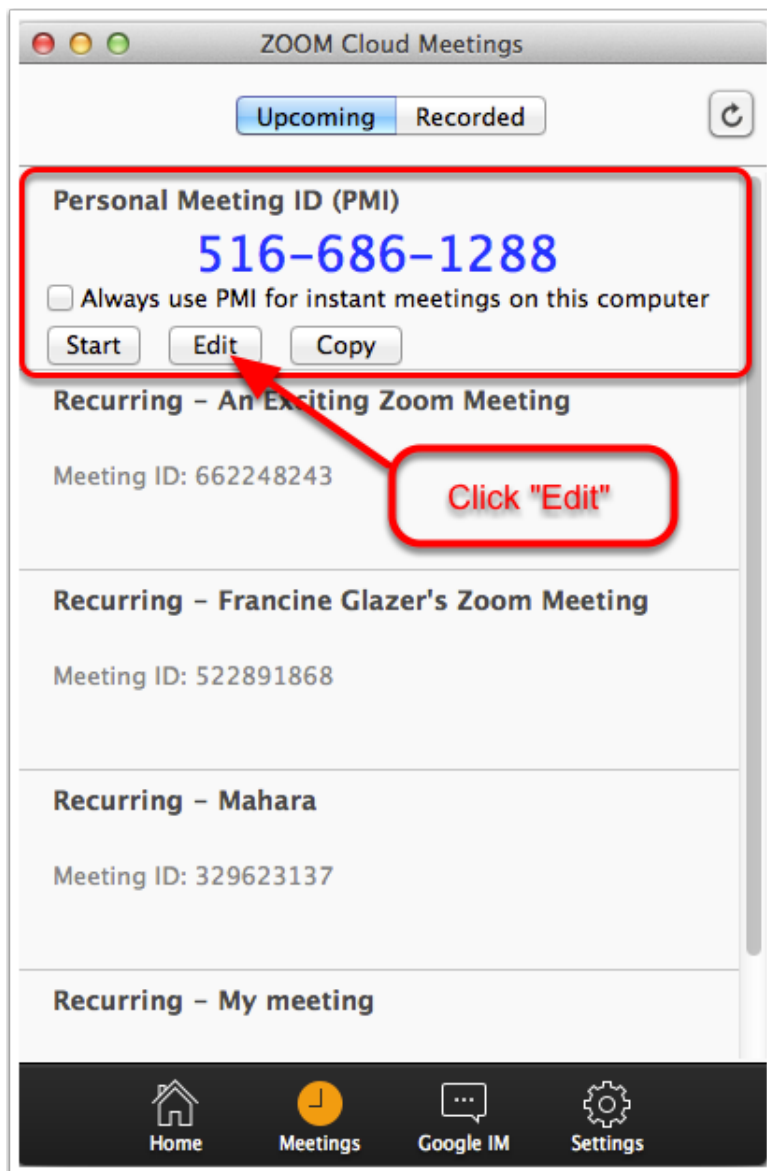 ZOOM Cloud Meetings
Upcoming Recorded
Personal Meeting ID (PMI)
516-686-1288
Always use PMI for instant meetings on this computer
Start Edit Copy
Recurring – An Exciting Zoom Meeting
Meeting ID: 662248243
Click "Edit"
Recurring – Francine Glazer's Zoom Meeting
Meeting ID: 522891868
Recurring – Mahara
Meeting ID: 329623137
Recurring – My meeting
Home Meetings Google IM Settings